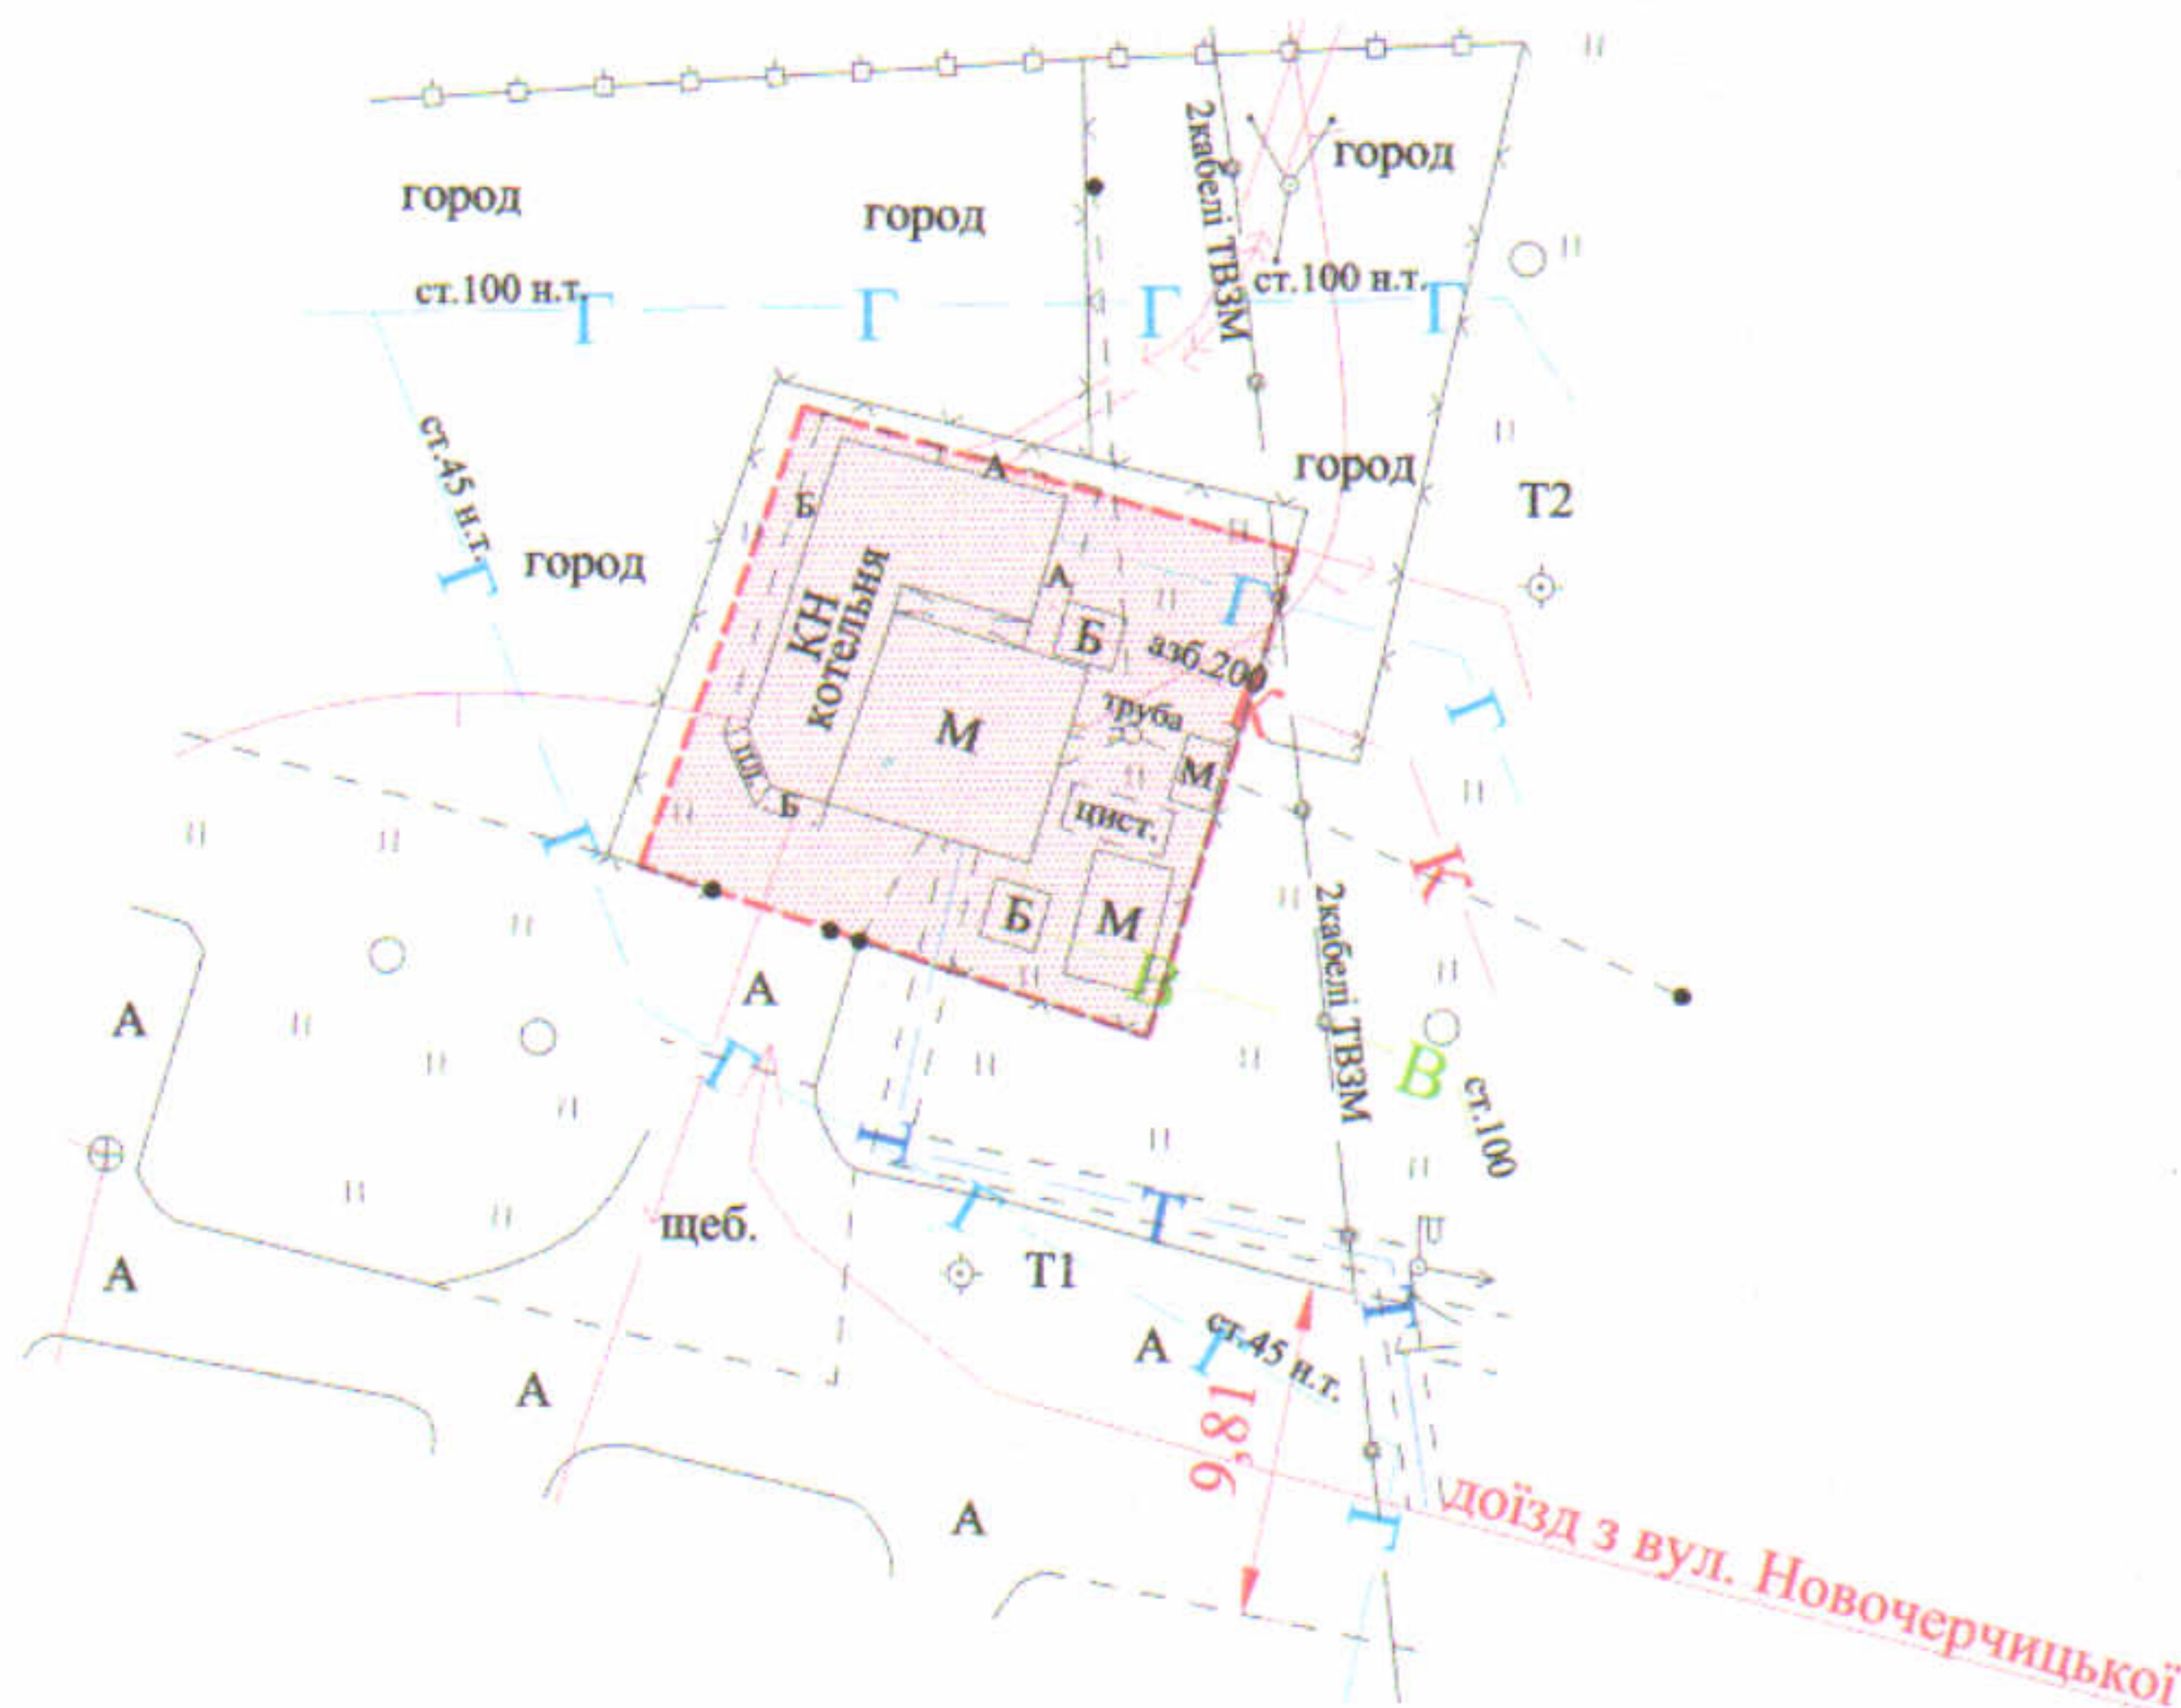 город
2кабелі ТВЗМ
город
город
ст.100 н.т.
ст.100 н.т.
Г
Г
Г
Г
ст.45 н.т.
город
Т2
А
Б
Г
город
А
Г
КН
котельня
Б
азб.200
К
Г
труба
М
М
пл.
Б
цист.
Г
К
Б
М
2кабелі ТВЗМ
В
А
А
Г
В
ст.100
Т
Г
Т
щеб.
Т1
А
Т
ст.45 н.т.
А
Г
А
9,81
А
Г
доїзд з вул. Новочерчицької